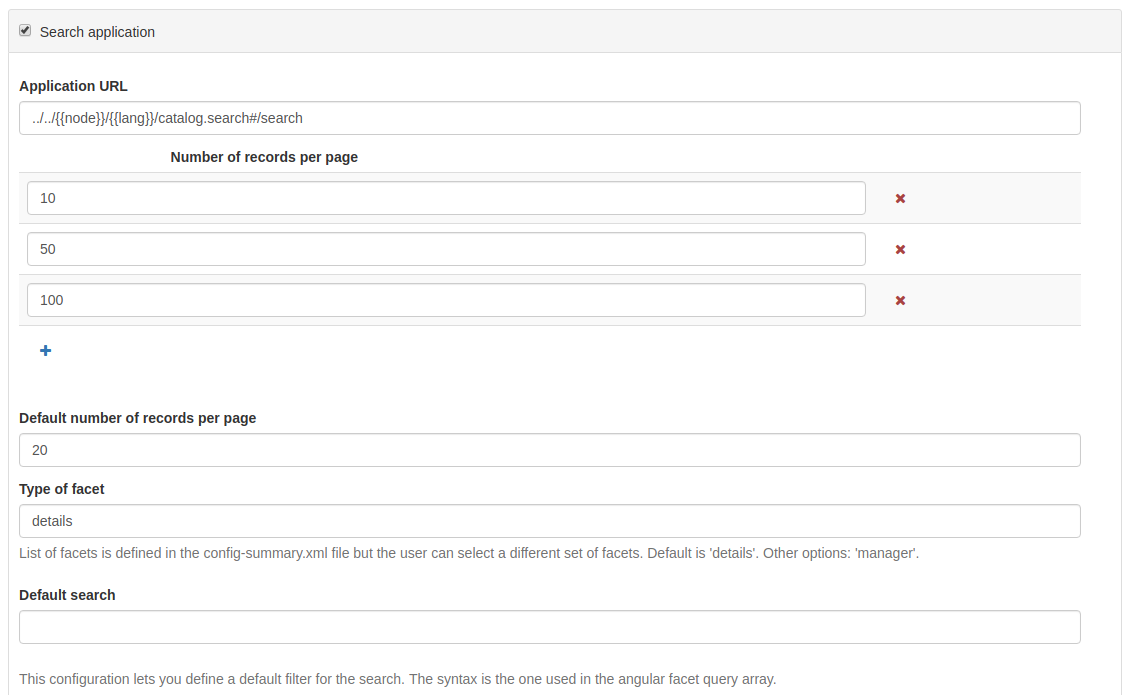 Search application
Application URL
../../{{node}}/{{lang}}/catalog.search#/search
Number of records per page
10
50
100
Default number of records per page
20
Type of facet
details
List of facets is defined in the config-summary.xml file but the user can select a different set of facets. Default is 'details'. Other options: 'manager'.
Default search
This configuration lets you define a default filter for the search. The syntax is the one used in the angular facet query array.